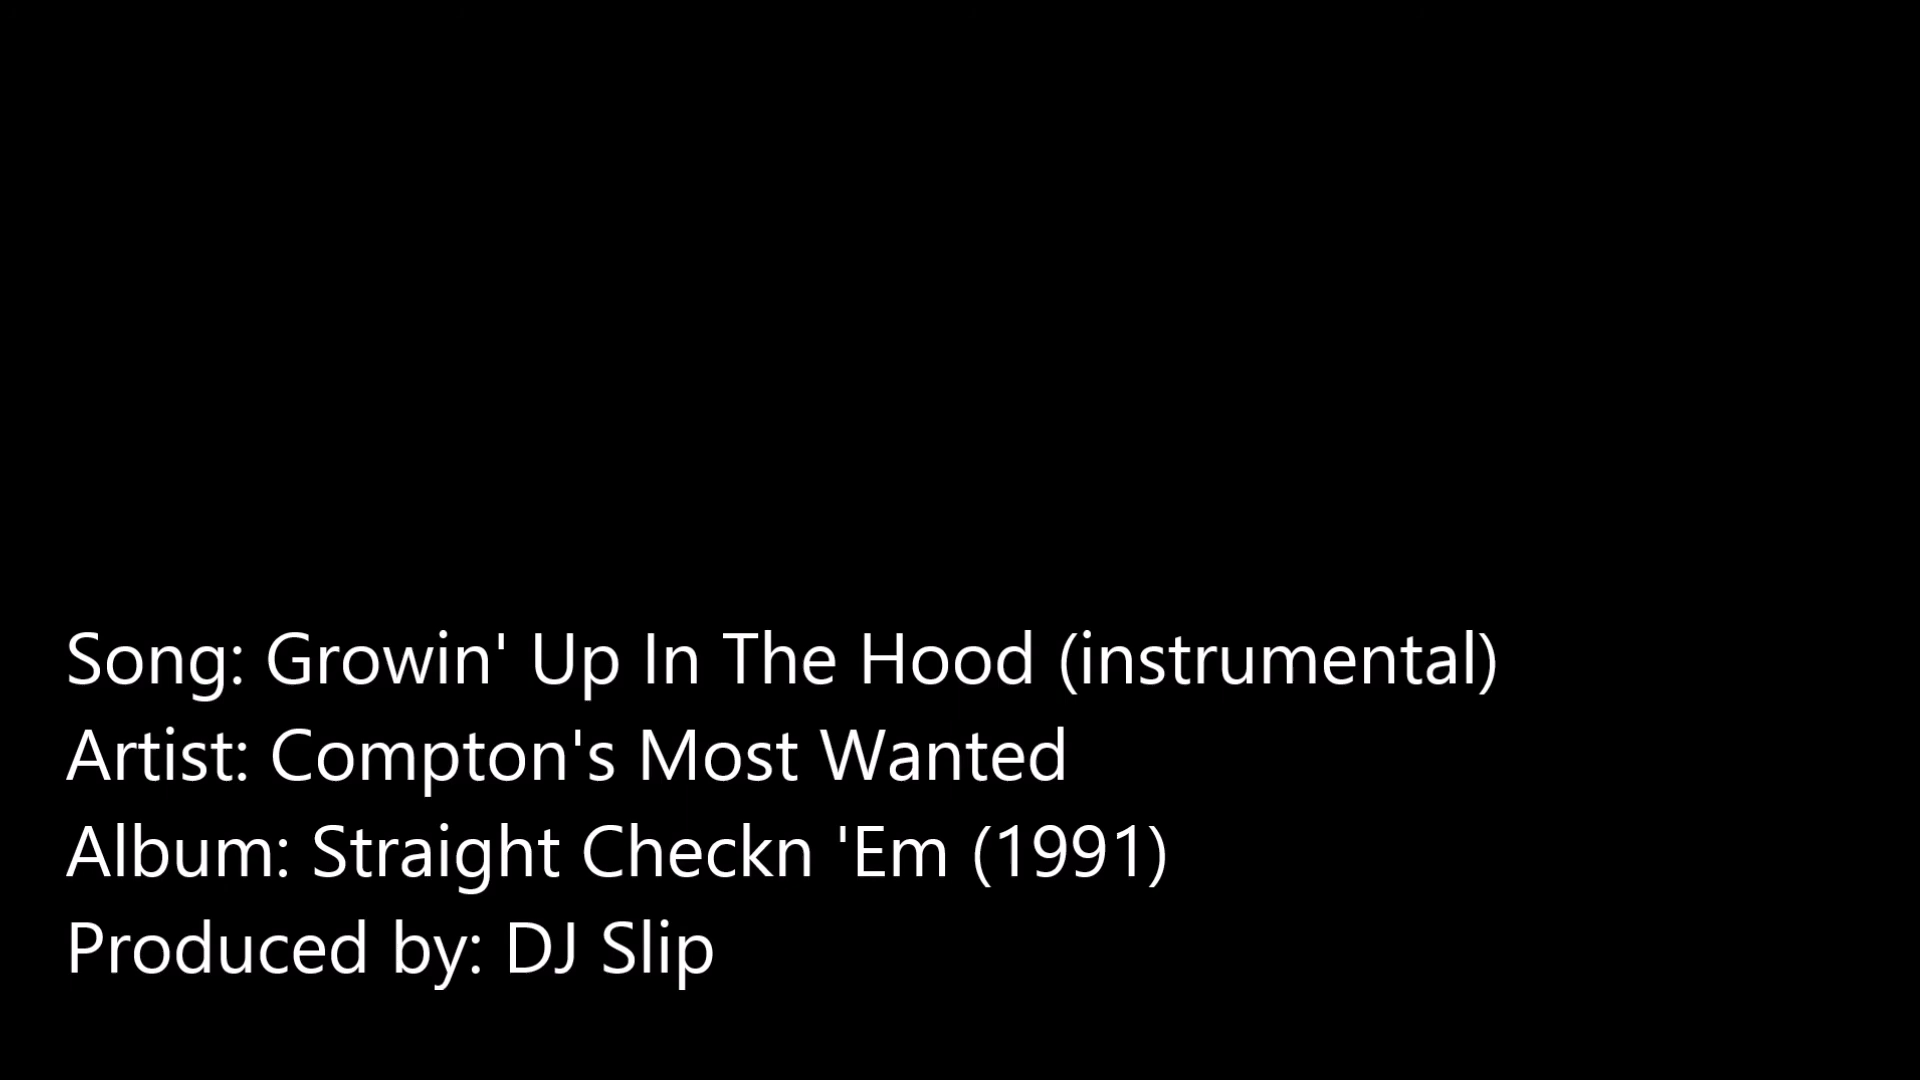 Song: Growin' Up In The Hood (instrumental)
Artist: Compton's Most Wanted
Album: Straight Checkn 'Em (1991)
Produced by: DJ Slip